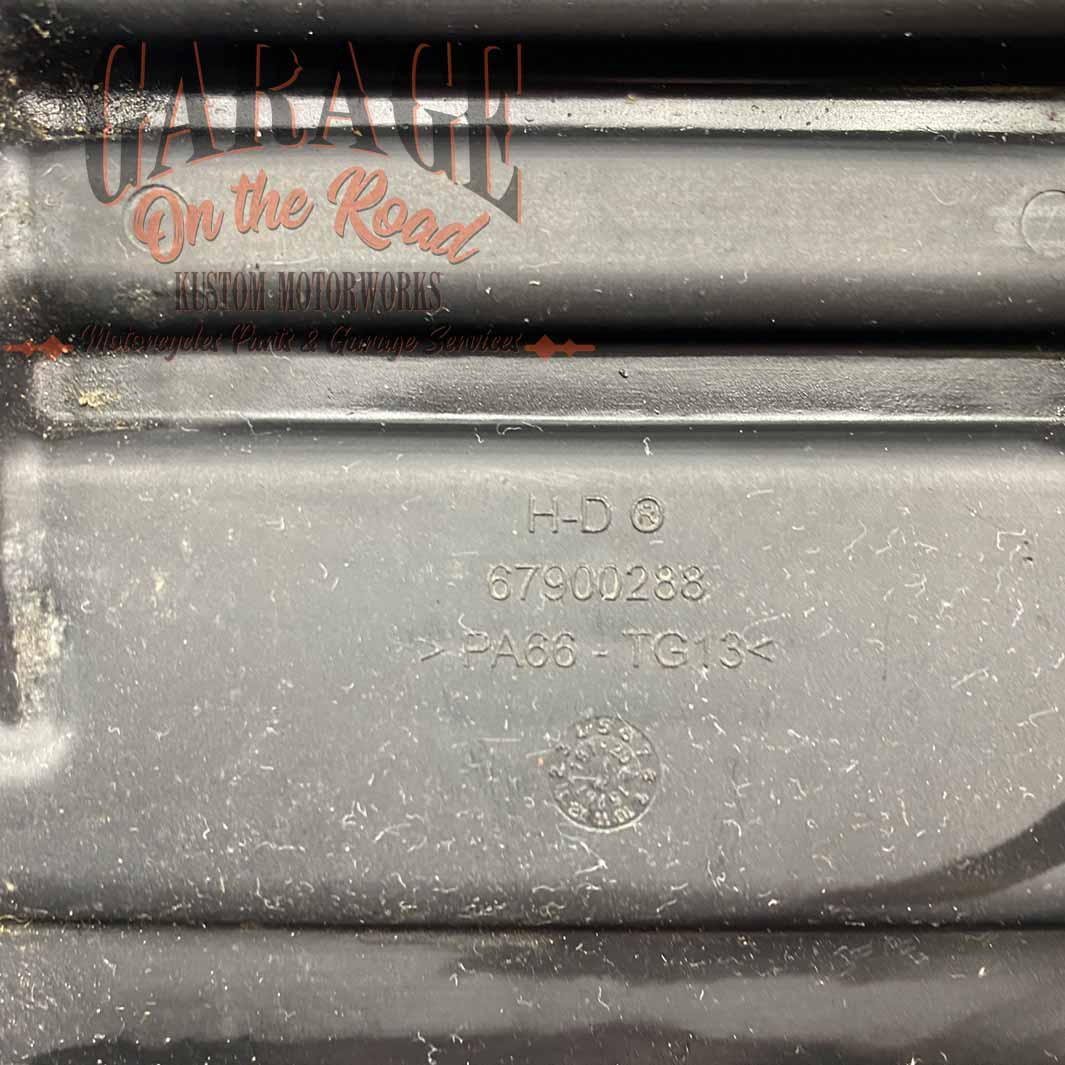 GARAGE
On the Road
KUSTOM MOTORWORKS
Motorcycles Parts & Garage Services
H-D ®
67900288
> PA66 - TG13<